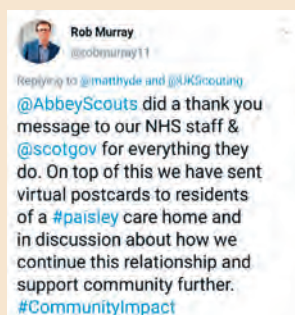 Rob Murray
@robmurray11
Replying to @matthyde and @UKScouting
@AbbeyScouts did a thank you
message to our NHS staff &
@scotgov for everything they
do. On top of this we have sent
virtual postcards to residents
of a #paisley care home and
in discussion about how we
continue this relationship and
support community further.
#CommunityImpact